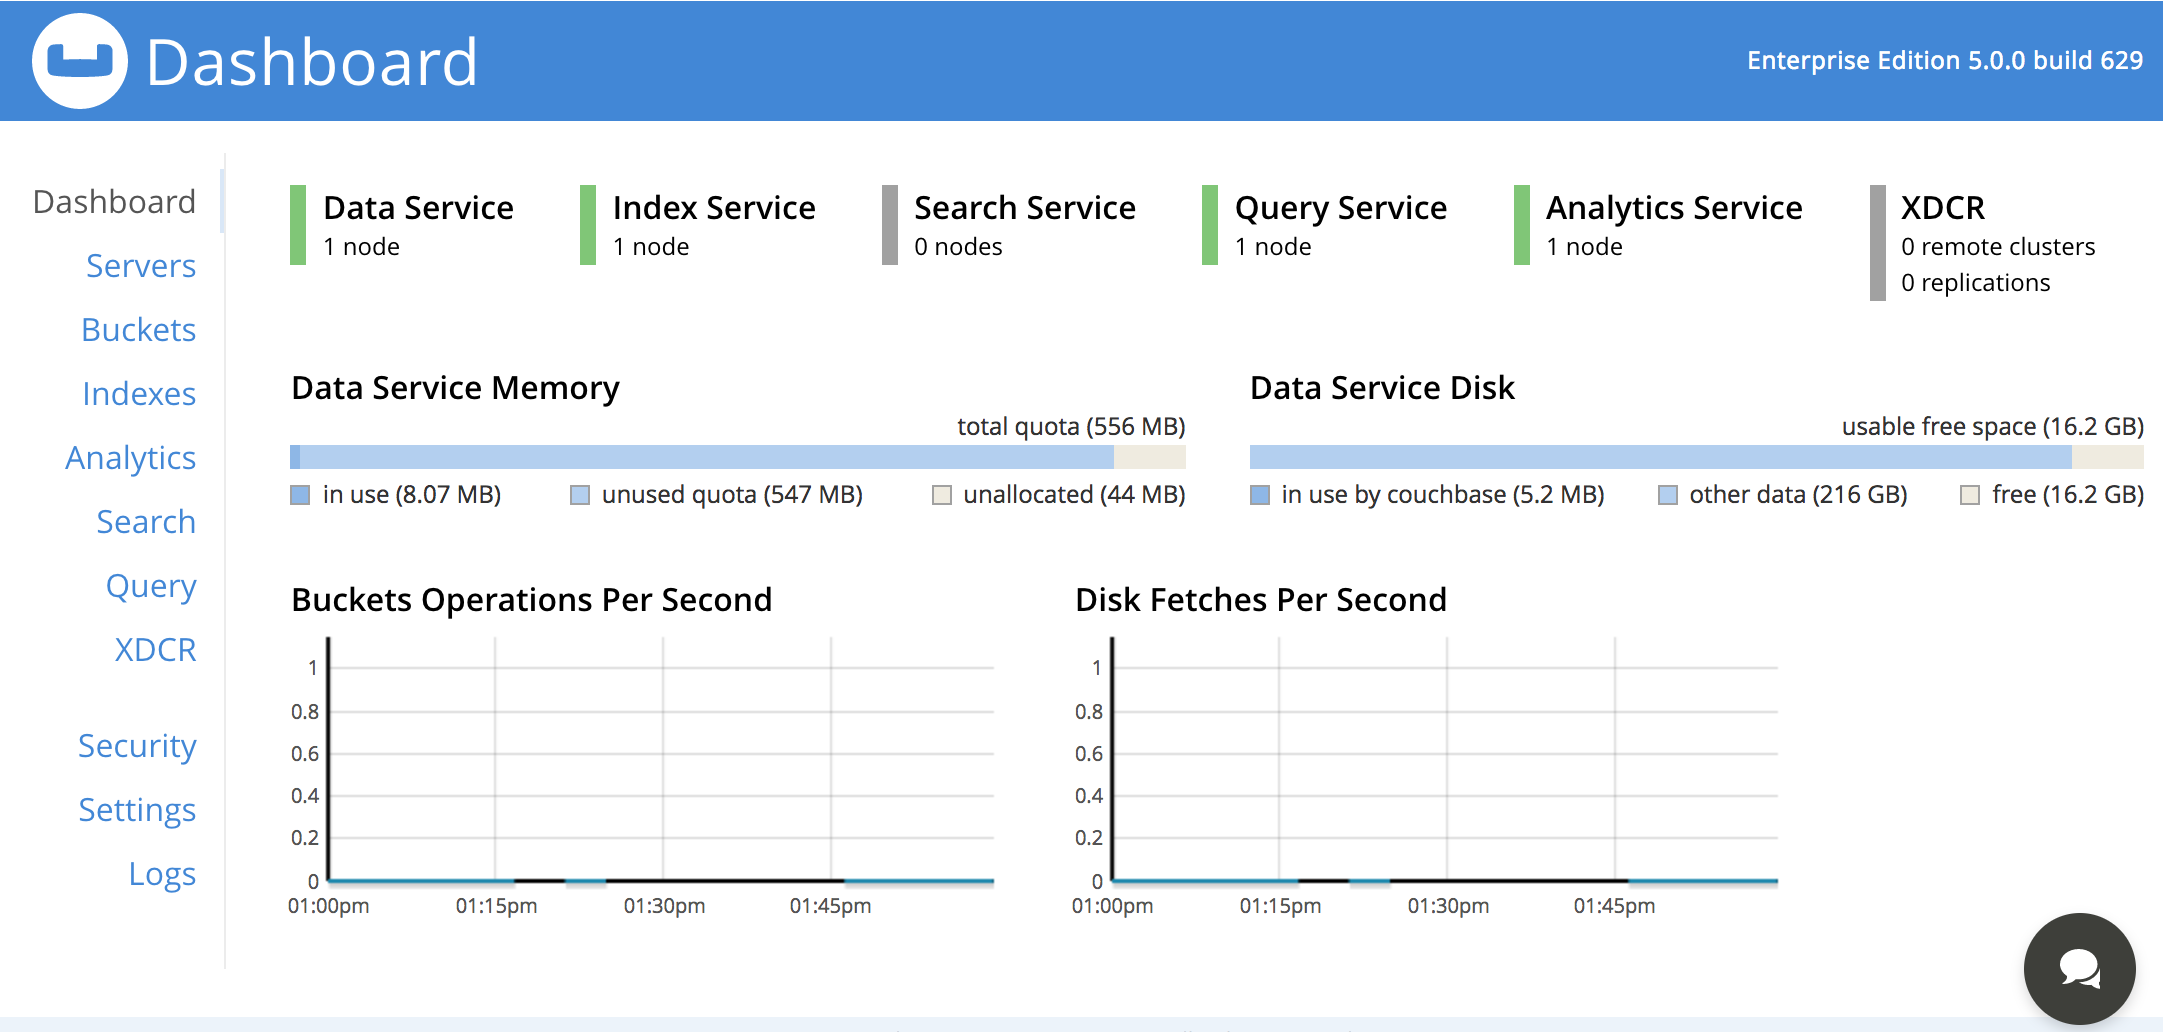 Dashboard
Enterprise Edition 5.0.0 build 629
Dashboard
Servers
Buckets
Indexes
Analytics
Search
Query
XDCR
Security
Settings
Logs
Data Service
1 node
Index Service
1 node
Search Service
0 nodes
Query Service
1 node
Analytics Service
1 node
XDCR
0 remote clusters
0 replications
Data Service Memory
total quota (556 MB)
in use (8.07 MB) unused quota (547 MB) unallocated (44 MB)
Data Service Disk
usable free space (16.2 GB)
in use by couchbase (5.2 MB) other data (216 GB) free (16.2 GB)
Buckets Operations Per Second
1
0.8
0.6
0.4
0.2
0
01:00pm 01:15pm 01:30pm 01:45pm
Disk Fetches Per Second
1
0.8
0.6
0.4
0.2
0
01:00pm 01:15pm 01:30pm 01:45pm